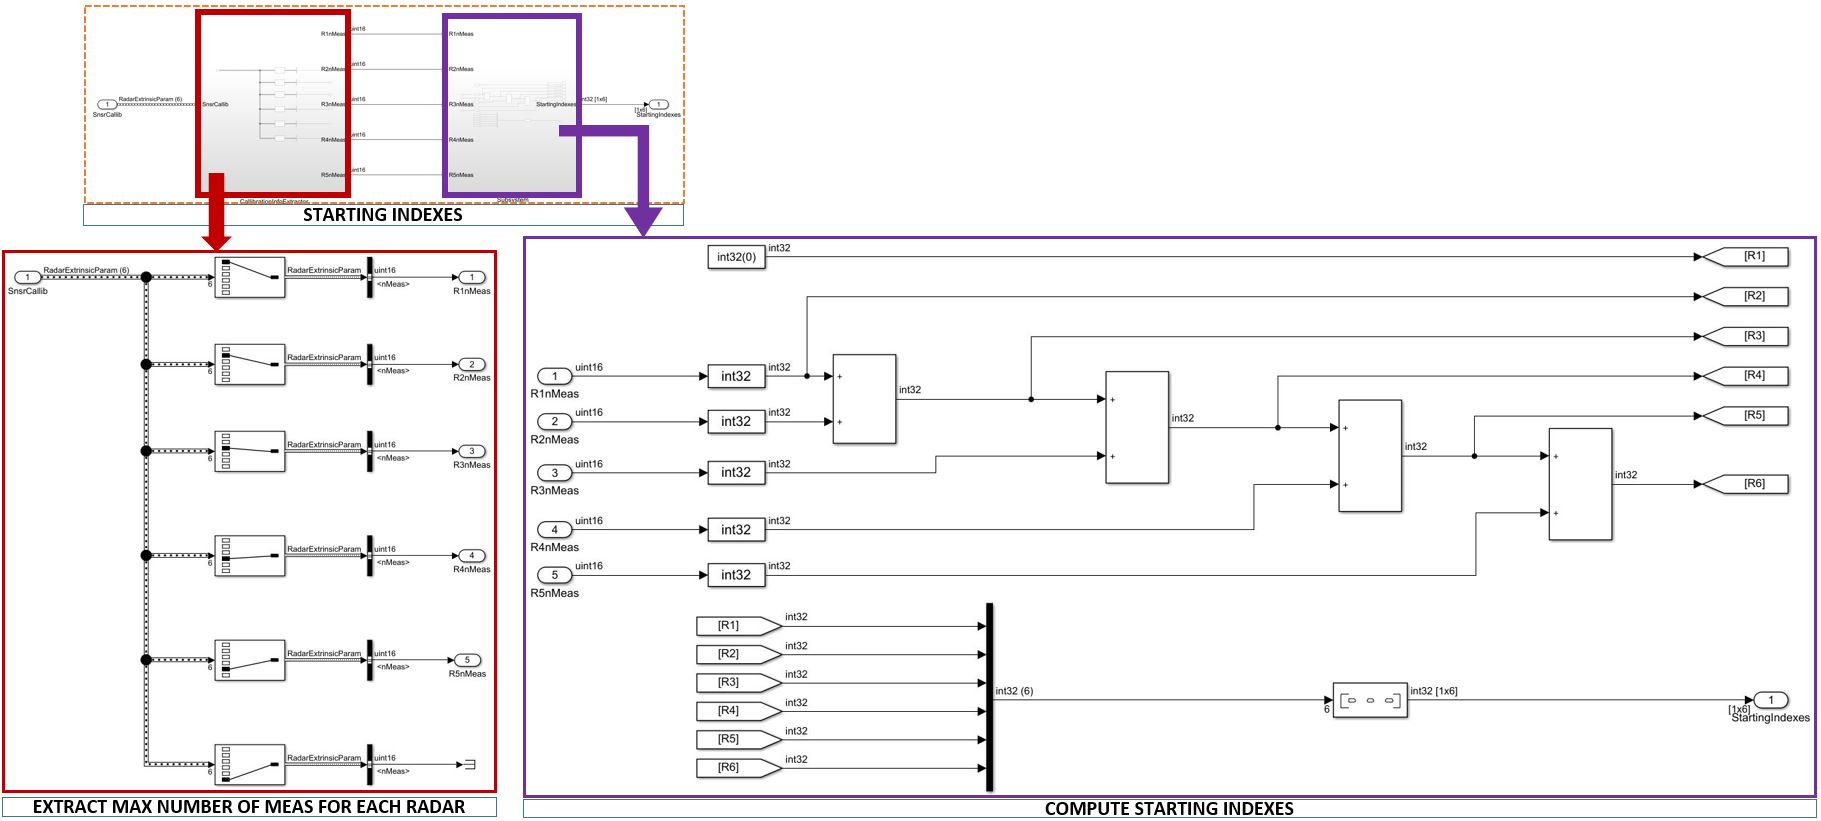 R1nMeas
uint16
R1nMeas
R2nMeas
uint16
R2nMeas
1
RadarExtrinsicParam (6)
SnsrCallib
SnsrCallib
R3nMeas
uint16
R3nMeas
StartingIndexes
int32 [1x6]
[1x6]
1
StartingIndexes
R4nMeas
uint16
R4nMeas
R5nMeas
uint16
R5nMeas
CallibrationInfoExtractor
Subsystem
STARTING INDEXES
1
SnsrCallib
RadarExtrinsicParam (6)
6
RadarExtrinsicParam
uint16
<nMeas>
1
R1nMeas
6
RadarExtrinsicParam
uint16
<nMeas>
2
R2nMeas
6
RadarExtrinsicParam
uint16
<nMeas>
3
R3nMeas
6
RadarExtrinsicParam
uint16
<nMeas>
4
R4nMeas
6
RadarExtrinsicParam
uint16
<nMeas>
5
R5nMeas
6
RadarExtrinsicParam
uint16
<nMeas>
EXTRACT MAX NUMBER OF MEAS FOR EACH RADAR
int32(0)
int32
[R1]
[R2]
[R3]
1
R1nMeas
uint16
int32
int32
+
+
int32
[R4]
2
R2nMeas
uint16
int32
int32
+
+
int32
[R5]
3
R3nMeas
uint16
int32
int32
+
+
int32
4
R4nMeas
uint16
int32
int32
+
+
int32
[R6]
5
R5nMeas
uint16
int32
int32
[R1]
int32
[R2]
int32
[R3]
int32
[R4]
int32
[R5]
int32
[R6]
int32
int32 (6)
6
int32 [1x6]
[1x6]
1
StartingIndexes
COMPUTE STARTING INDEXES